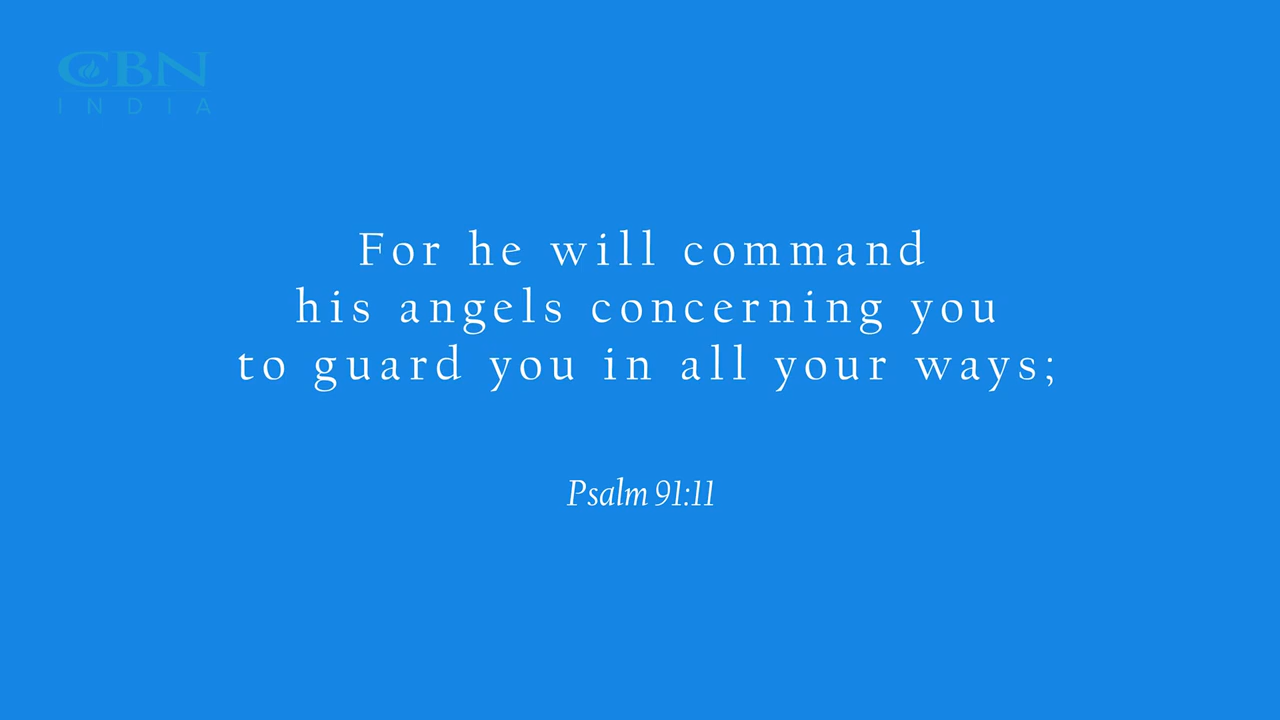 CBN
INDIA
For he will command
his angels concerning you
to guard you in all your ways;
Psalm 91:11